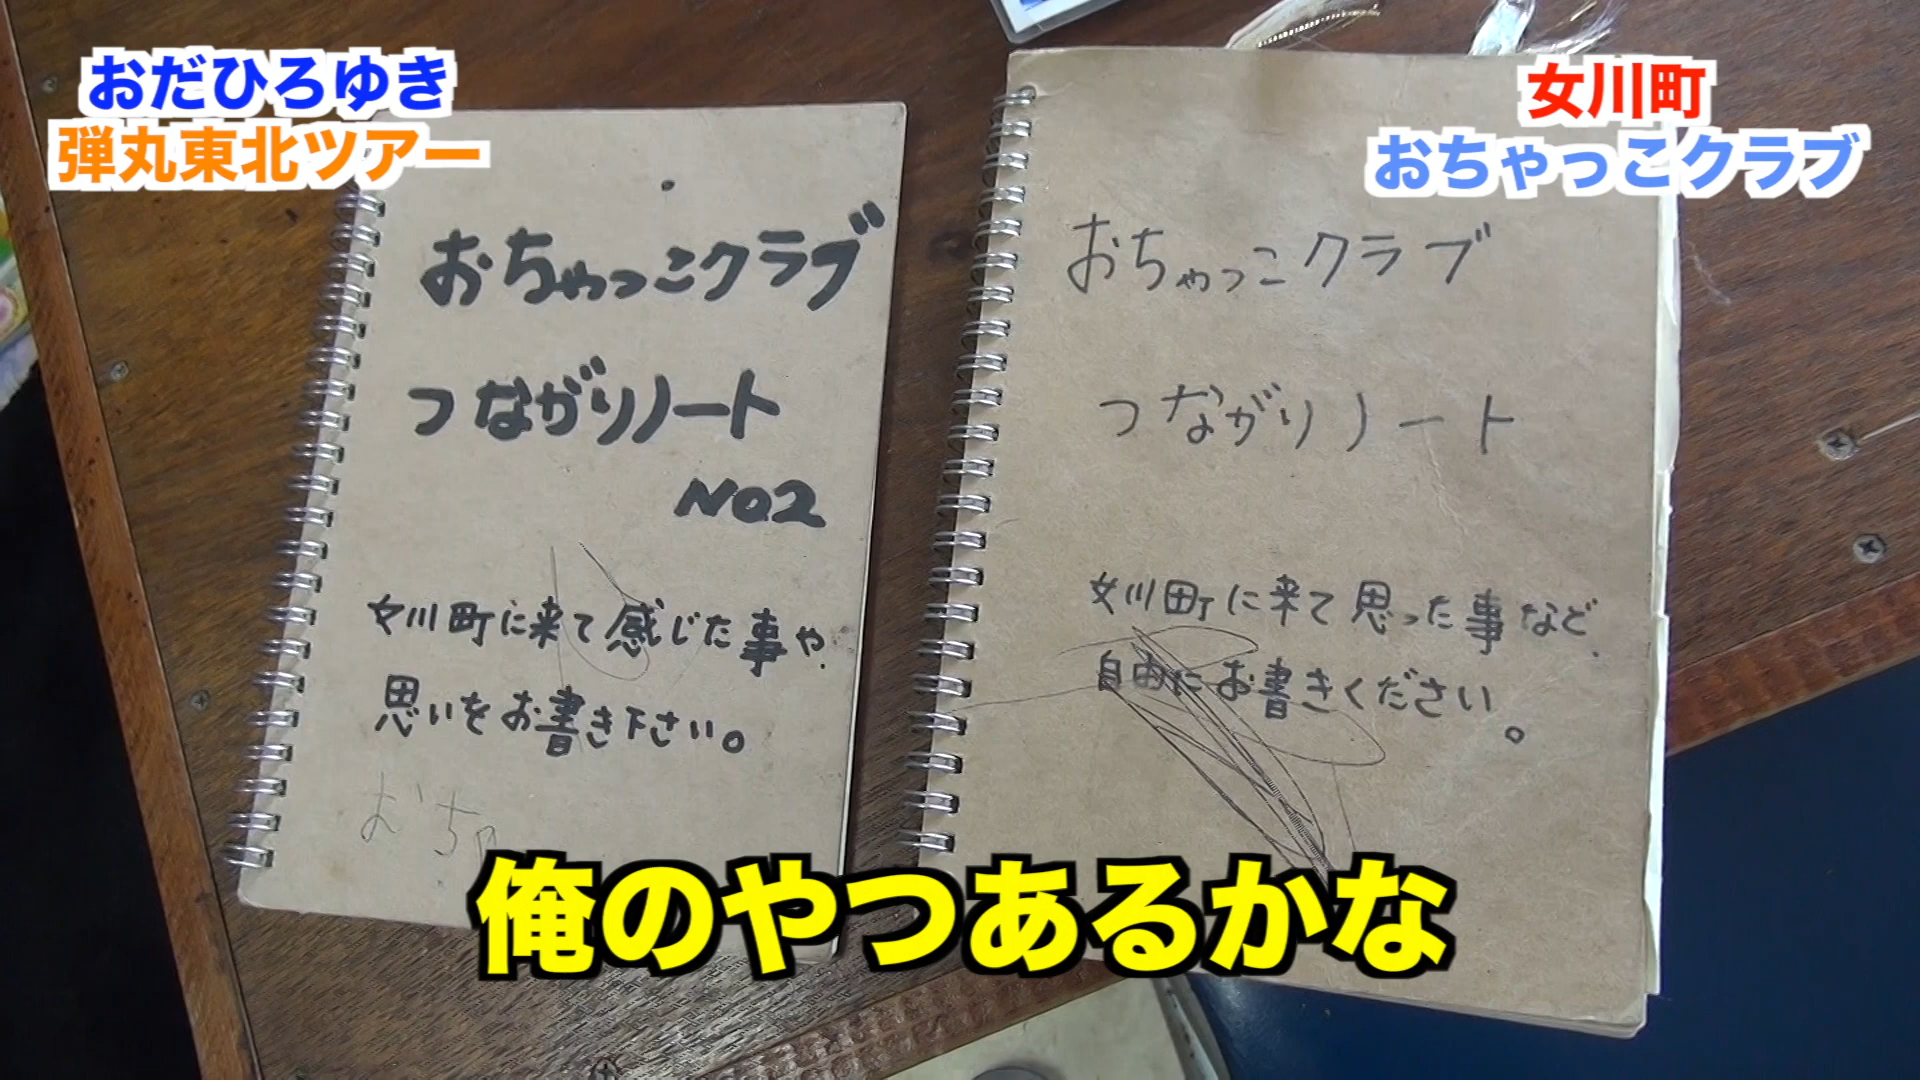 おだひろゆき
弾丸東北ツアー
女川町
おちゃっこクラブ
おちゃっこクラブ
つながりノート
NO.2
女川町に来て感じた事や、
思いをお書き下さい。
おちゃ
おちゃっこクラブ
つながりノート
女川町に来て思った事など、
自由にお書きください。
俺のやつあるかな